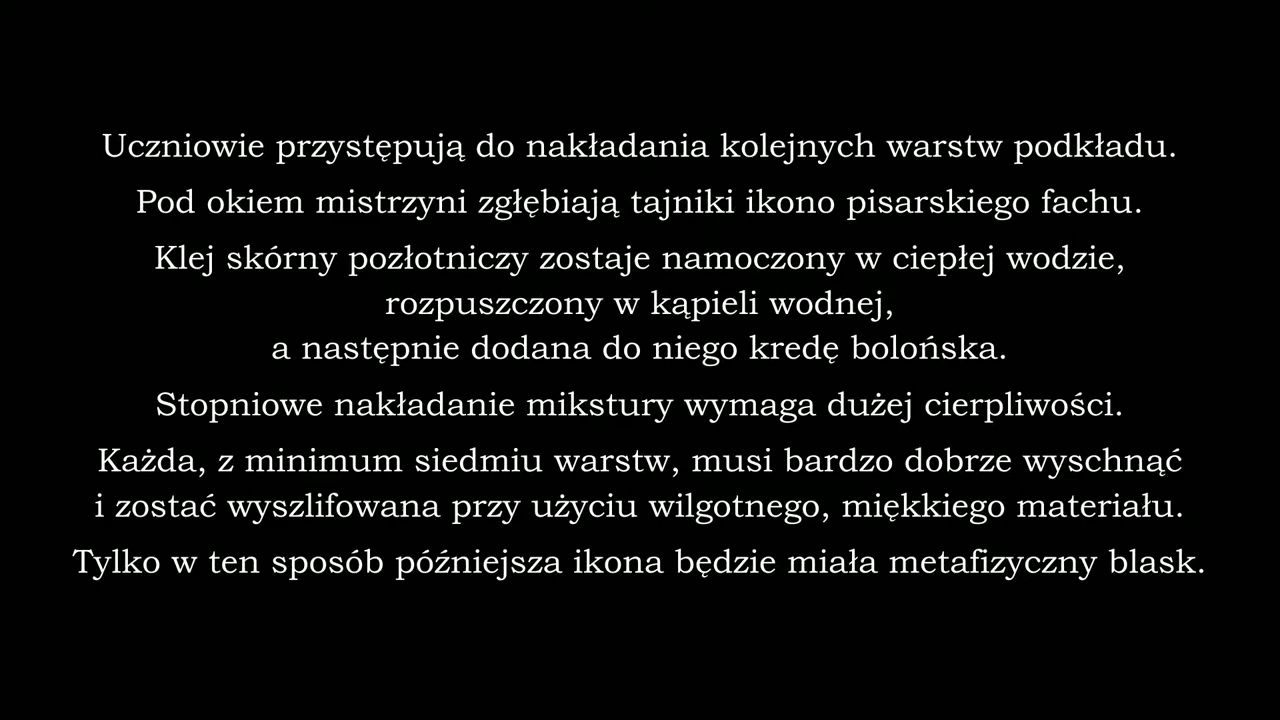 Uczniowie przystępują do nakładania kolejnych warstw podkładu.
Pod okiem mistrzyni zgłębiają tajniki ikono pisarskiego fachu.
Klej skórny pozłotniczy zostaje namoczony w ciepłej wodzie,
rozpuszczony w kąpieli wodnej,
a następnie dodana do niego kredę bolońska.
Stopniowe nakładanie mikstury wymaga dużej cierpliwości.
Każda, z minimum siedmiu warstw, musi bardzo dobrze wyschnąć
i zostać wyszlifowana przy użyciu wilgotnego, miękkiego materiału.
Tylko w ten sposób późniejsza ikona będzie miała metafizyczny blask.